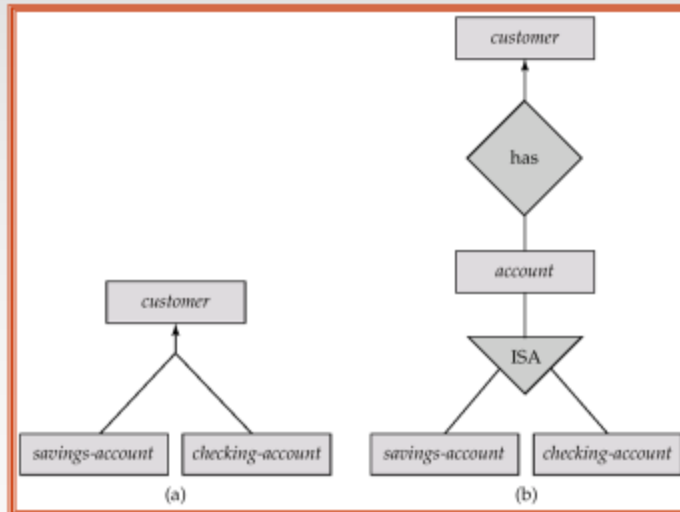 customer
has
account
customer
ISA
savings-account
checking-account
savings-account
checking-account
(a)
(b)